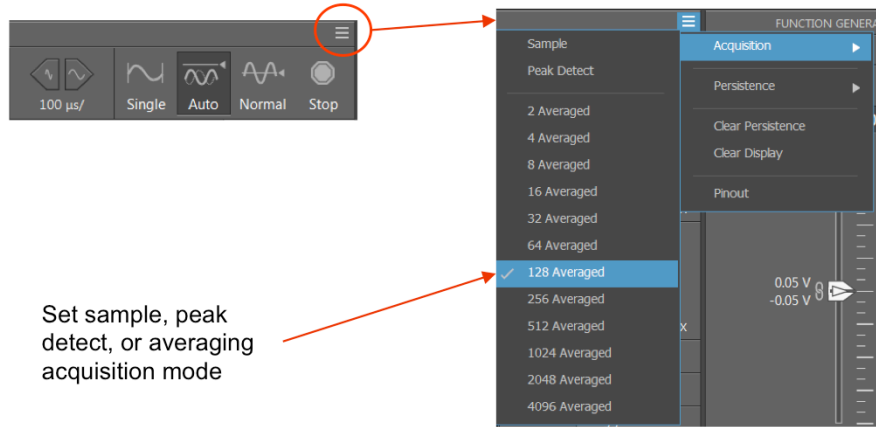 100 µs/
Single
Auto
Normal
Stop
FUNCTION GENERA
Sample
Peak Detect
2 Averaged
4 Averaged
8 Averaged
16 Averaged
32 Averaged
64 Averaged
128 Averaged
256 Averaged
512 Averaged
1024 Averaged
2048 Averaged
4096 Averaged
Acquisition
Persistence
Clear Persistence
Clear Display
Pinout
0.05 V
-0.05 V
x
Set sample, peak
detect, or averaging
acquisition mode